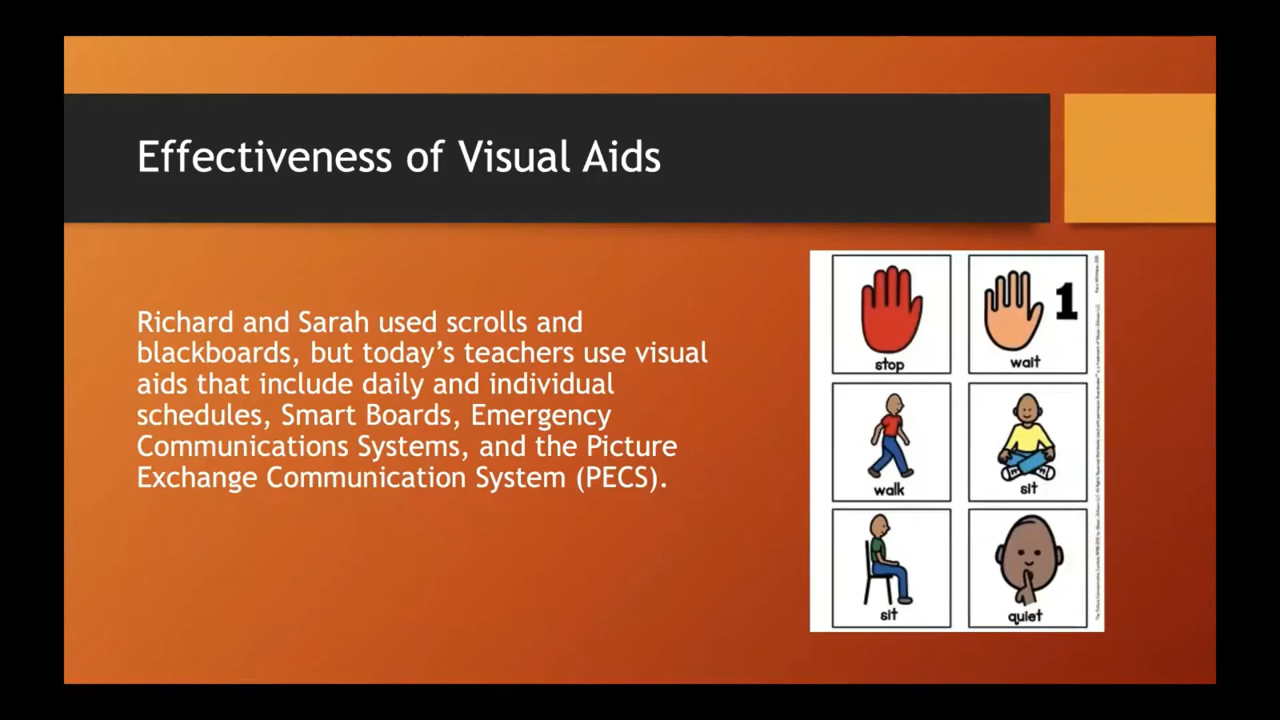 Effectiveness of Visual Aids
Richard and Sarah used scrolls and
blackboards, but today’s teachers use visual
aids that include daily and individual
schedules, Smart Boards, Emergency
Communications Systems, and the Picture
Exchange Communication System (PECS).
stop
1
wait
walk
sit
sit
quiet